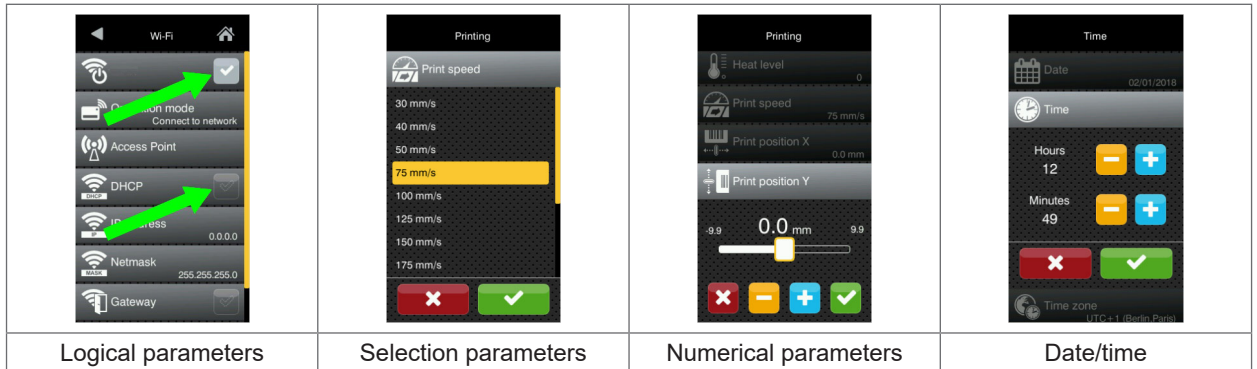 Wi-Fi
Operation mode
Connect to network
Access Point
DHCP
DHCP
IP address
IP
0.0.0.0
Netmask
MASK
255.255.255.0
Gateway
Logical parameters
Printing
Print speed
30 mm/s
40 mm/s
50 mm/s
75 mm/s
100 mm/s
125 mm/s
150 mm/s
175 mm/s
Selection parameters
Printing
Heat level
0
Print speed
75 mm/s
Print position X
0.0 mm
Print position Y
-9.9 0.0 mm 9.9
Numerical parameters
Time
Date
02/01/2018
Time
Hours
12
Minutes
49
Time zone
UTC+1 (Berlin,Paris)
Date/time